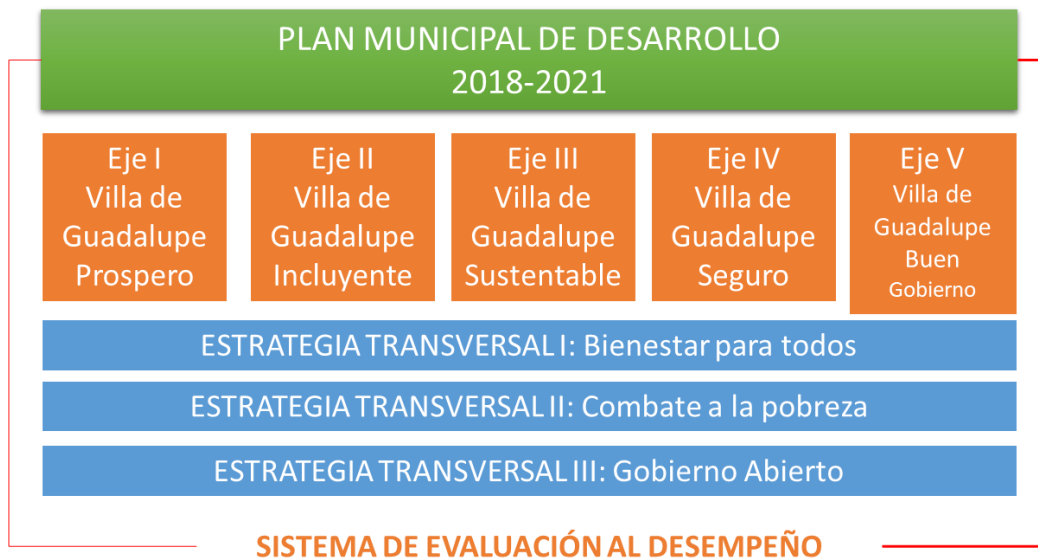 PLAN MUNICIPAL DE DESARROLLO
2018-2021
Eje I
Villa de
Guadalupe
Prospero
Eje II
Villa de
Guadalupe
Incluyente
Eje III
Villa de
Guadalupe
Sustentable
Eje IV
Villa de
Guadalupe
Seguro
Eje V
Villa de
Guadalupe
Buen
Gobierno
ESTRATEGIA TRANSVERSAL I: Bienestar para todos
ESTRATEGIA TRANSVERSAL II: Combate a la pobreza
ESTRATEGIA TRANSVERSAL III: Gobierno Abierto
SISTEMA DE EVALUACIÓN AL DESEMPEÑO